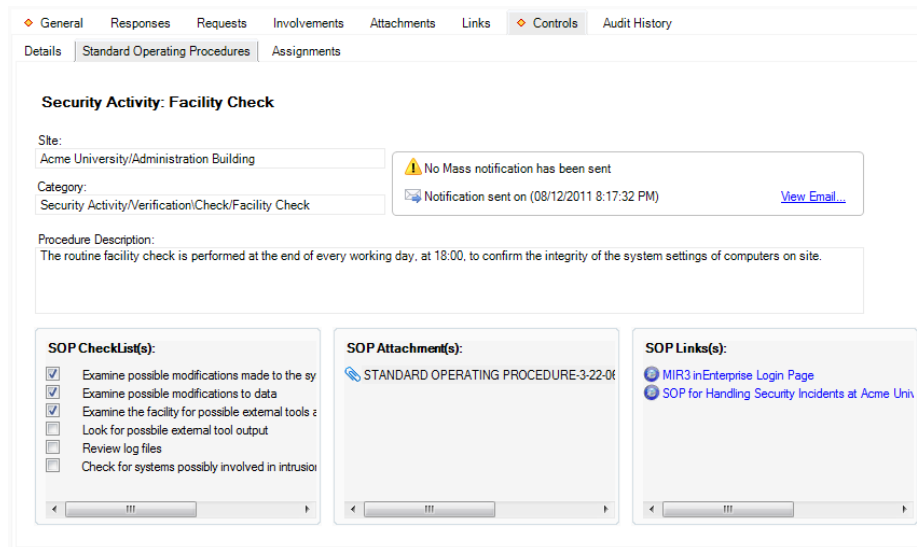 General Responses Requests Involvements Attachments Links Controls Audit History
Details Standard Operating Procedures Assignments
Security Activity: Facility Check
SIte:
Acme University/Administration Building
No Mass notification has been sent
Category:
Notification sent on (08/12/2011 8:17:32 PM) View Email...
Security Activity/Verification\Check/Facility Check
Procedure Description:
The routine facility check is performed at the end of every working day, at 18:00, to confirm the integrity of the system settings of computers on site.
SOP CheckList(s):
Examine possible modifications made to the sy
Examine possible modifications to data
Examine the facility for possible external tools a
Look for possbile external tool output
Review log files
Check for systems possibly involved in intrusion
SOP Attachment(s):
STANDARD OPERATING PROCEDURE-3-22-06
SOP Links(s):
MIR3 inEnterprise Login Page
SOP for Handling Security Incidents at Acme Univ